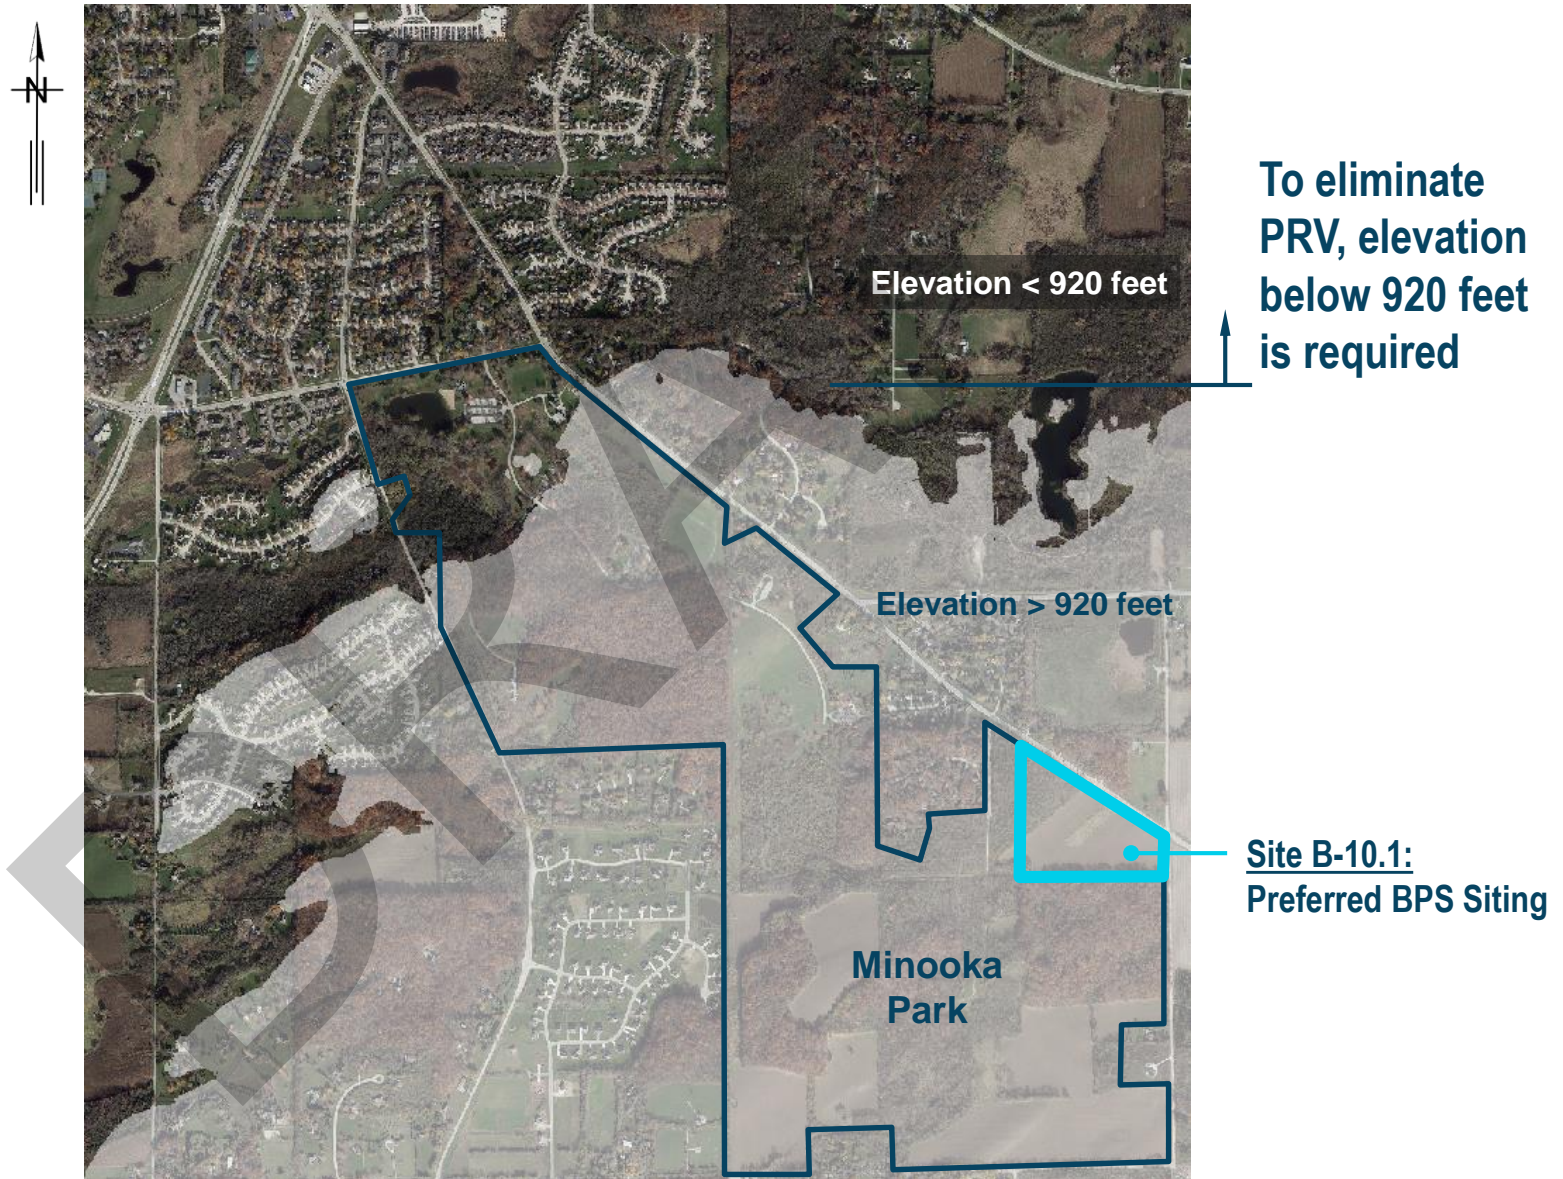 N
To eliminate
PRV, elevation
below 920 feet
is required
Elevation < 920 feet
Elevation > 920 feet
Site B-10.1:
Preferred BPS Siting
Minooka
Park
DRAFT